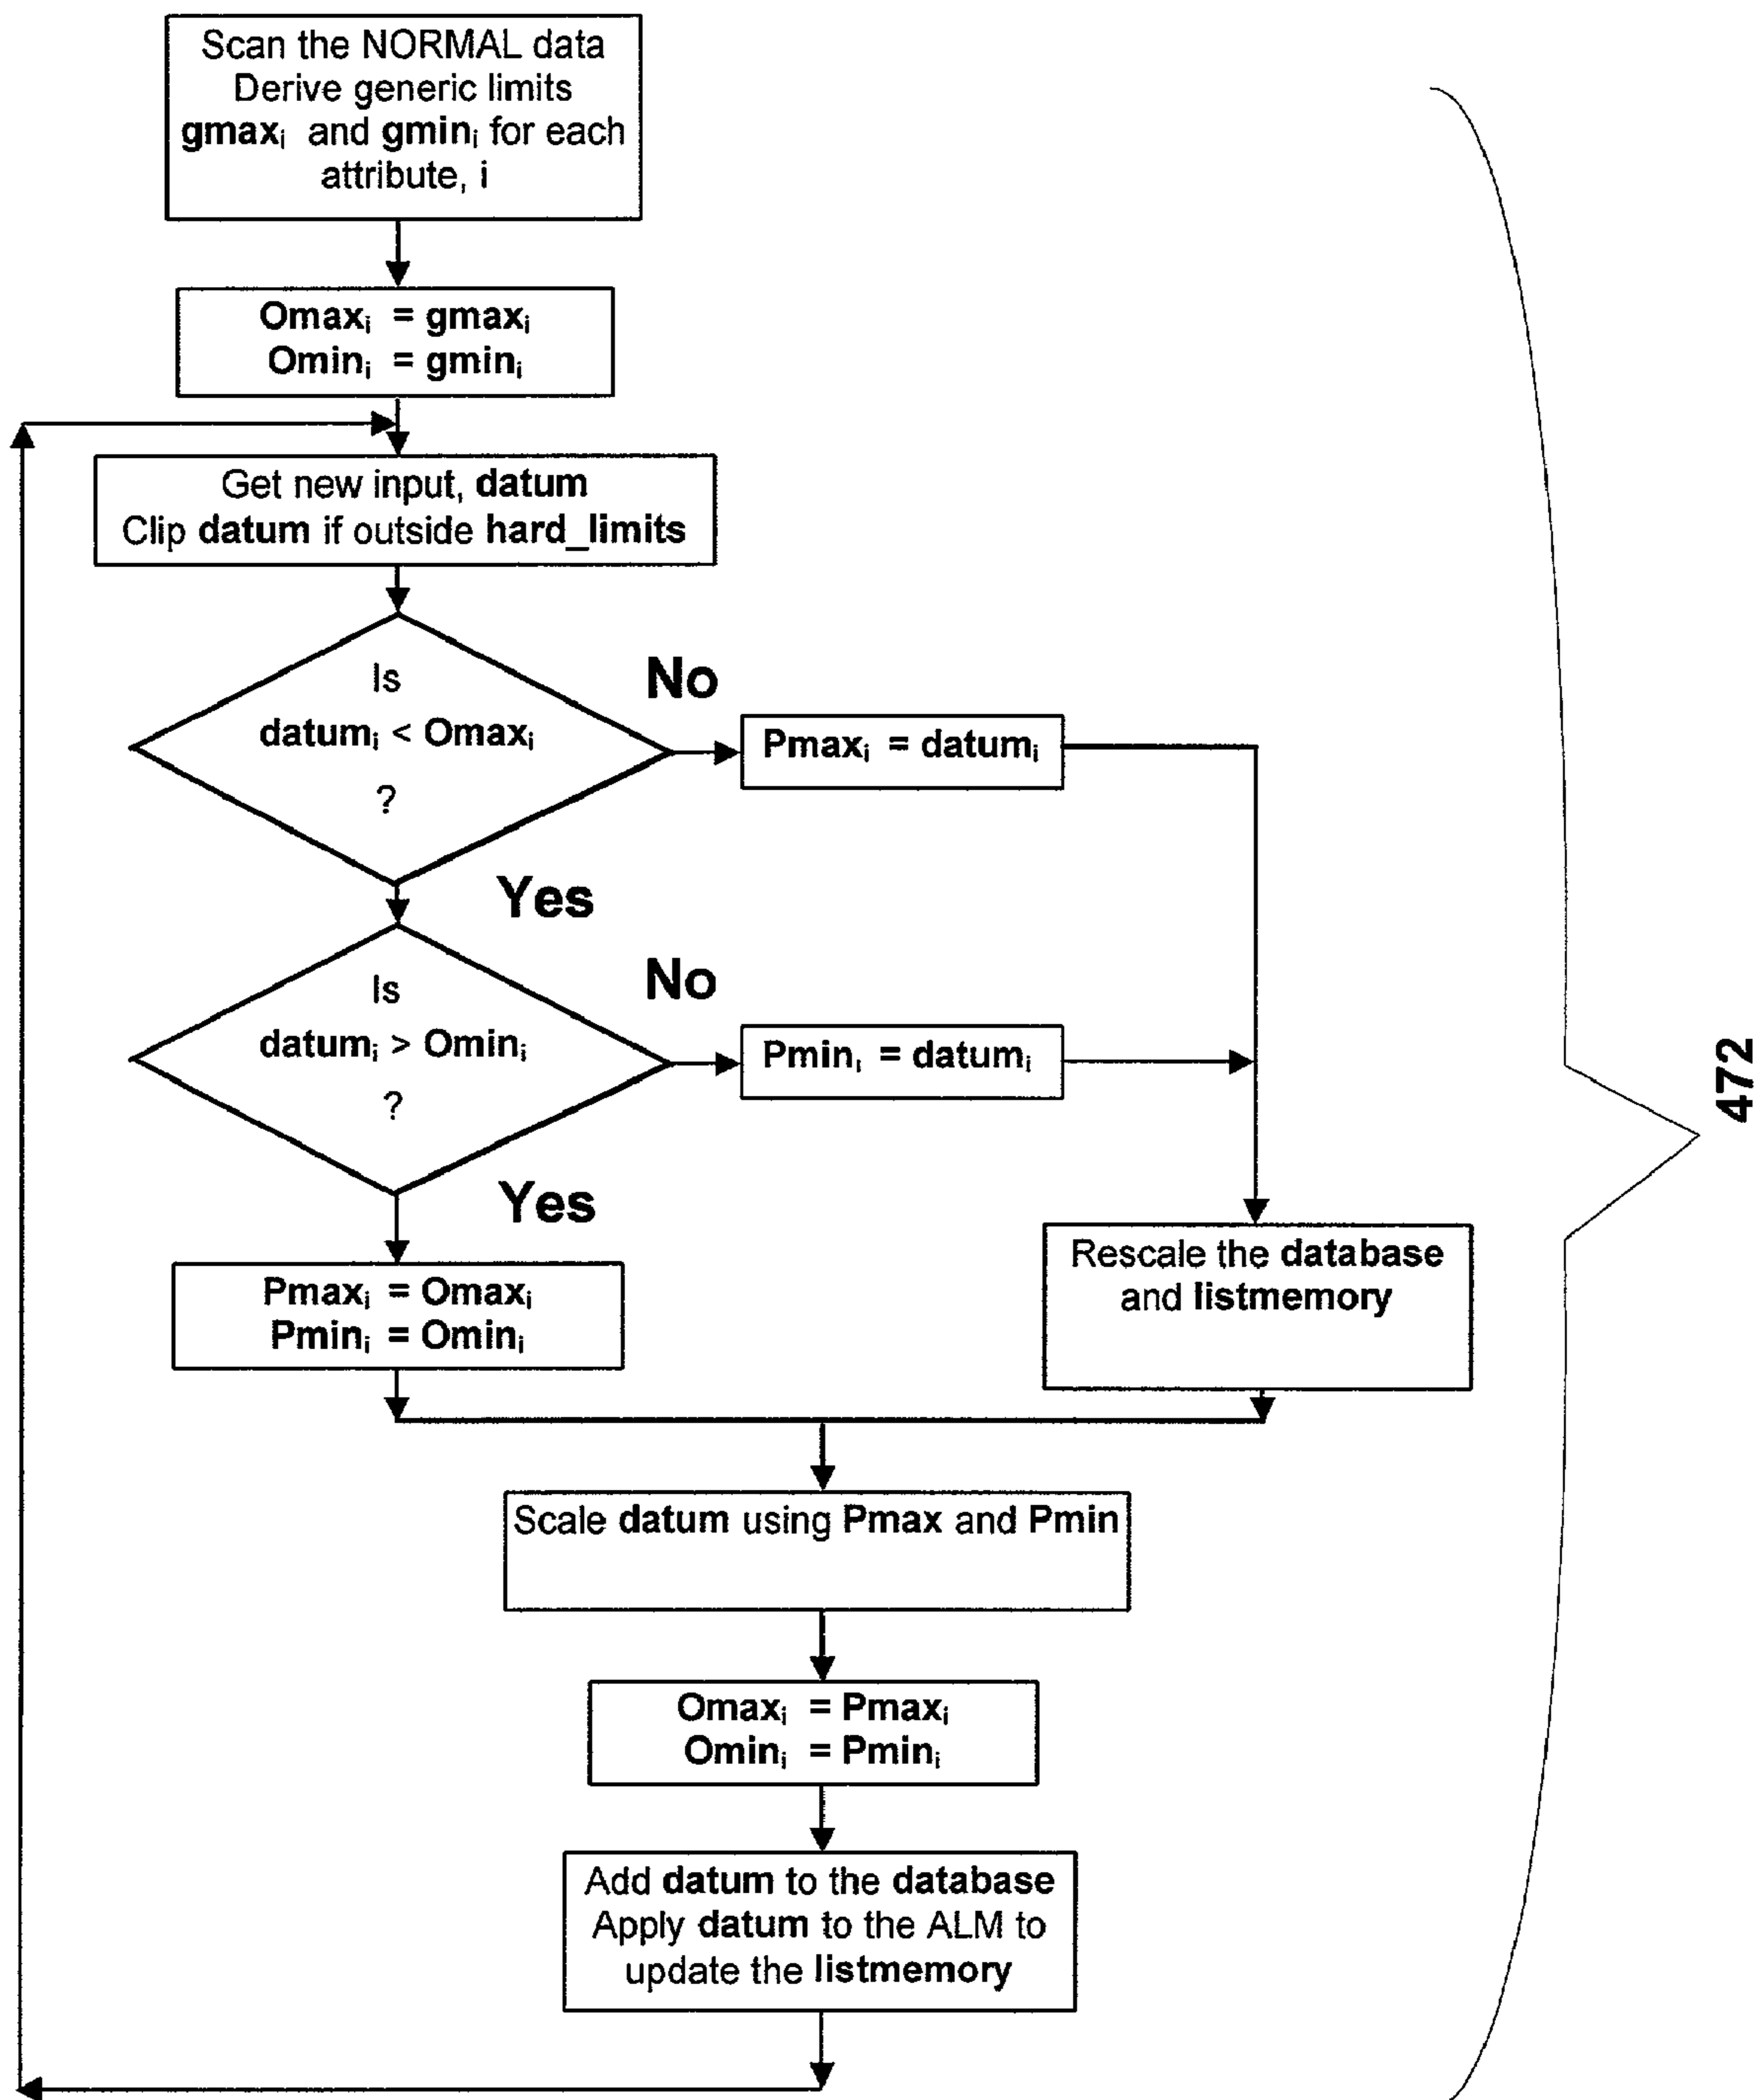 Scan the NORMAL data
Derive generic limits
gmaxᵢ and gminᵢ for each
attribute, i
Omaxᵢ = gmaxᵢ
Ominᵢ = gminᵢ
Get new input, datum
Clip datum if outside hard_limits
Is
datumᵢ < Omaxᵢ
?
No
Pmaxᵢ = datumᵢ
Yes
Is
datumᵢ > Ominᵢ
?
No
Pminᵢ = datumᵢ
Yes
Pmaxᵢ = Omaxᵢ
Pminᵢ = Ominᵢ
Rescale the database
and listmemory
Scale datum using Pmax and Pmin
Omaxᵢ = Pmaxᵢ
Ominᵢ = Pminᵢ
Add datum to the database
Apply datum to the ALM to
update the listmemory
472